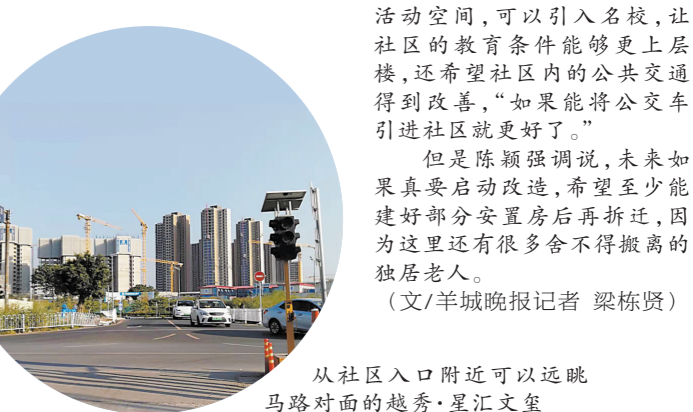 活动空间,可以引入名校,让
社区的教育条件能够更上层
楼,还希望社区内的公共交通
得到改善,“如果能将公交车
引进社区就更好了。”
但是陈颖强调说,未来如
果真要启动改造,希望至少能
建好部分安置房后再拆迁,因
为这里还有很多舍不得搬离的
独居老人。
(文/羊城晚报记者 梁栋贤)
从社区入口附近可以远眺
马路对面的越秀·星汇文玺